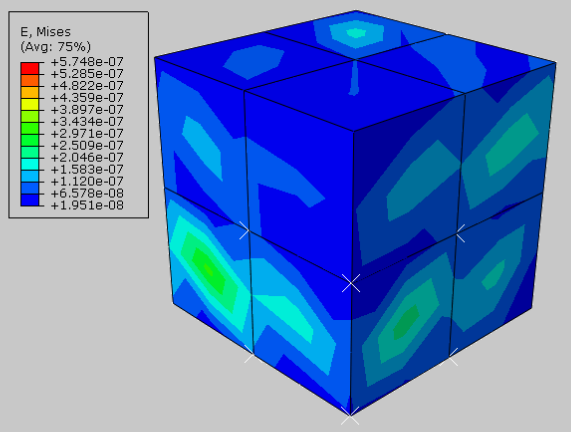 E, Mises
(Avg: 75%)
+5.748e-07
+5.285e-07
+4.822e-07
+4.359e-07
+3.897e-07
+3.434e-07
+2.971e-07
+2.509e-07
+2.046e-07
+1.583e-07
+1.120e-07
+6.578e-08
+1.951e-08